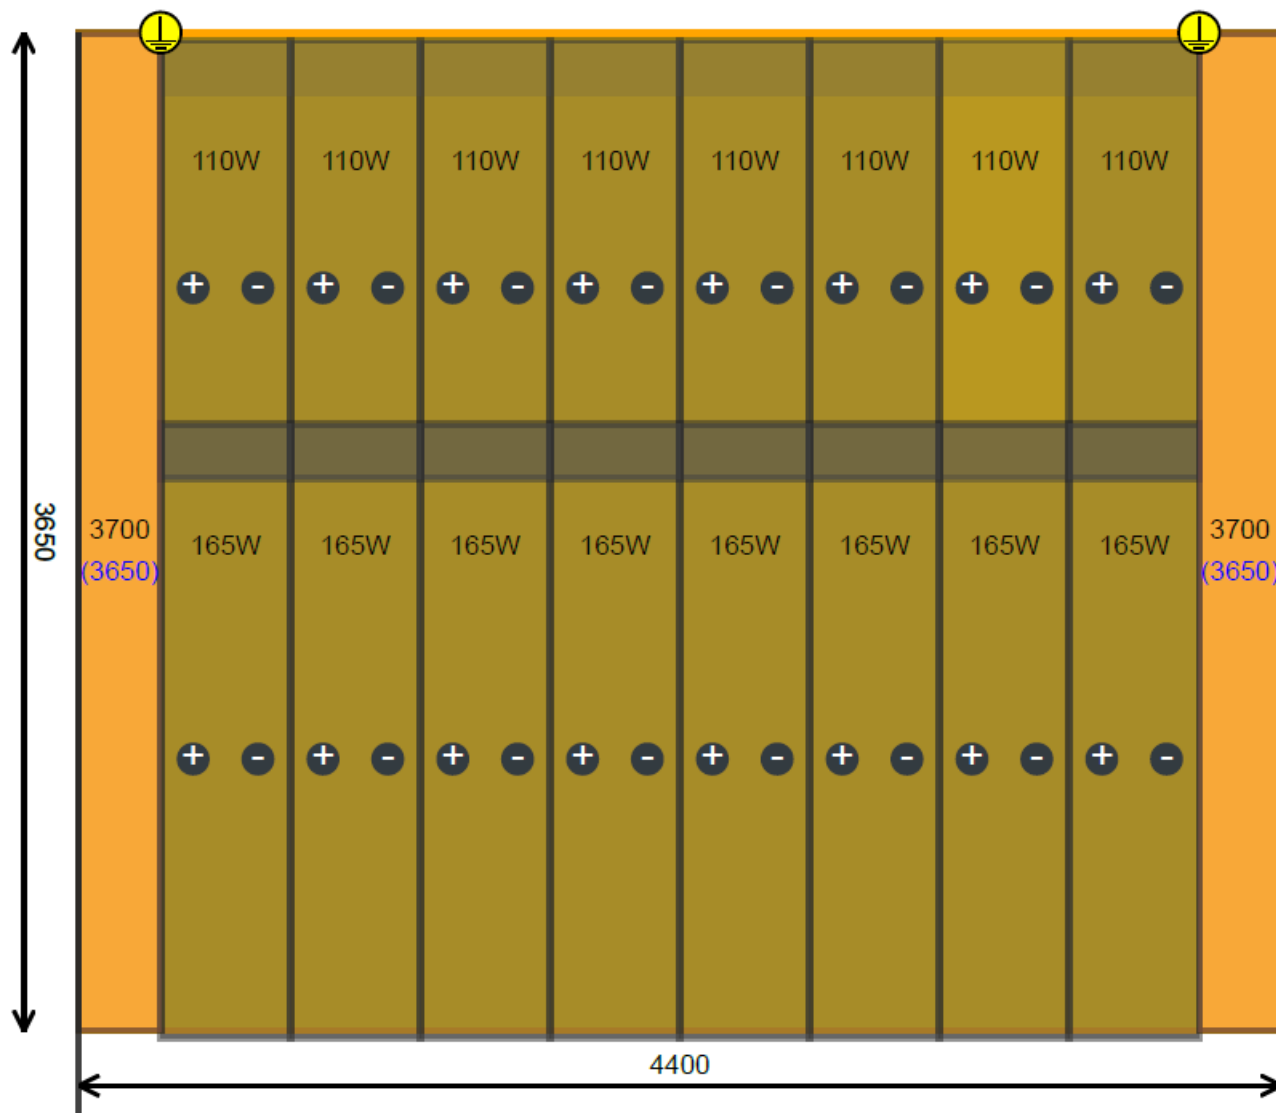 110W 110W 110W 110W 110W 110W 110W 110W
+ - + - + - + - + - + - + - + -
3650
3700 165W 165W 165W 165W 165W 165W 165W 165W 3700
(3650) (3650)
+ - + - + - + - + - + - + - + -
4400